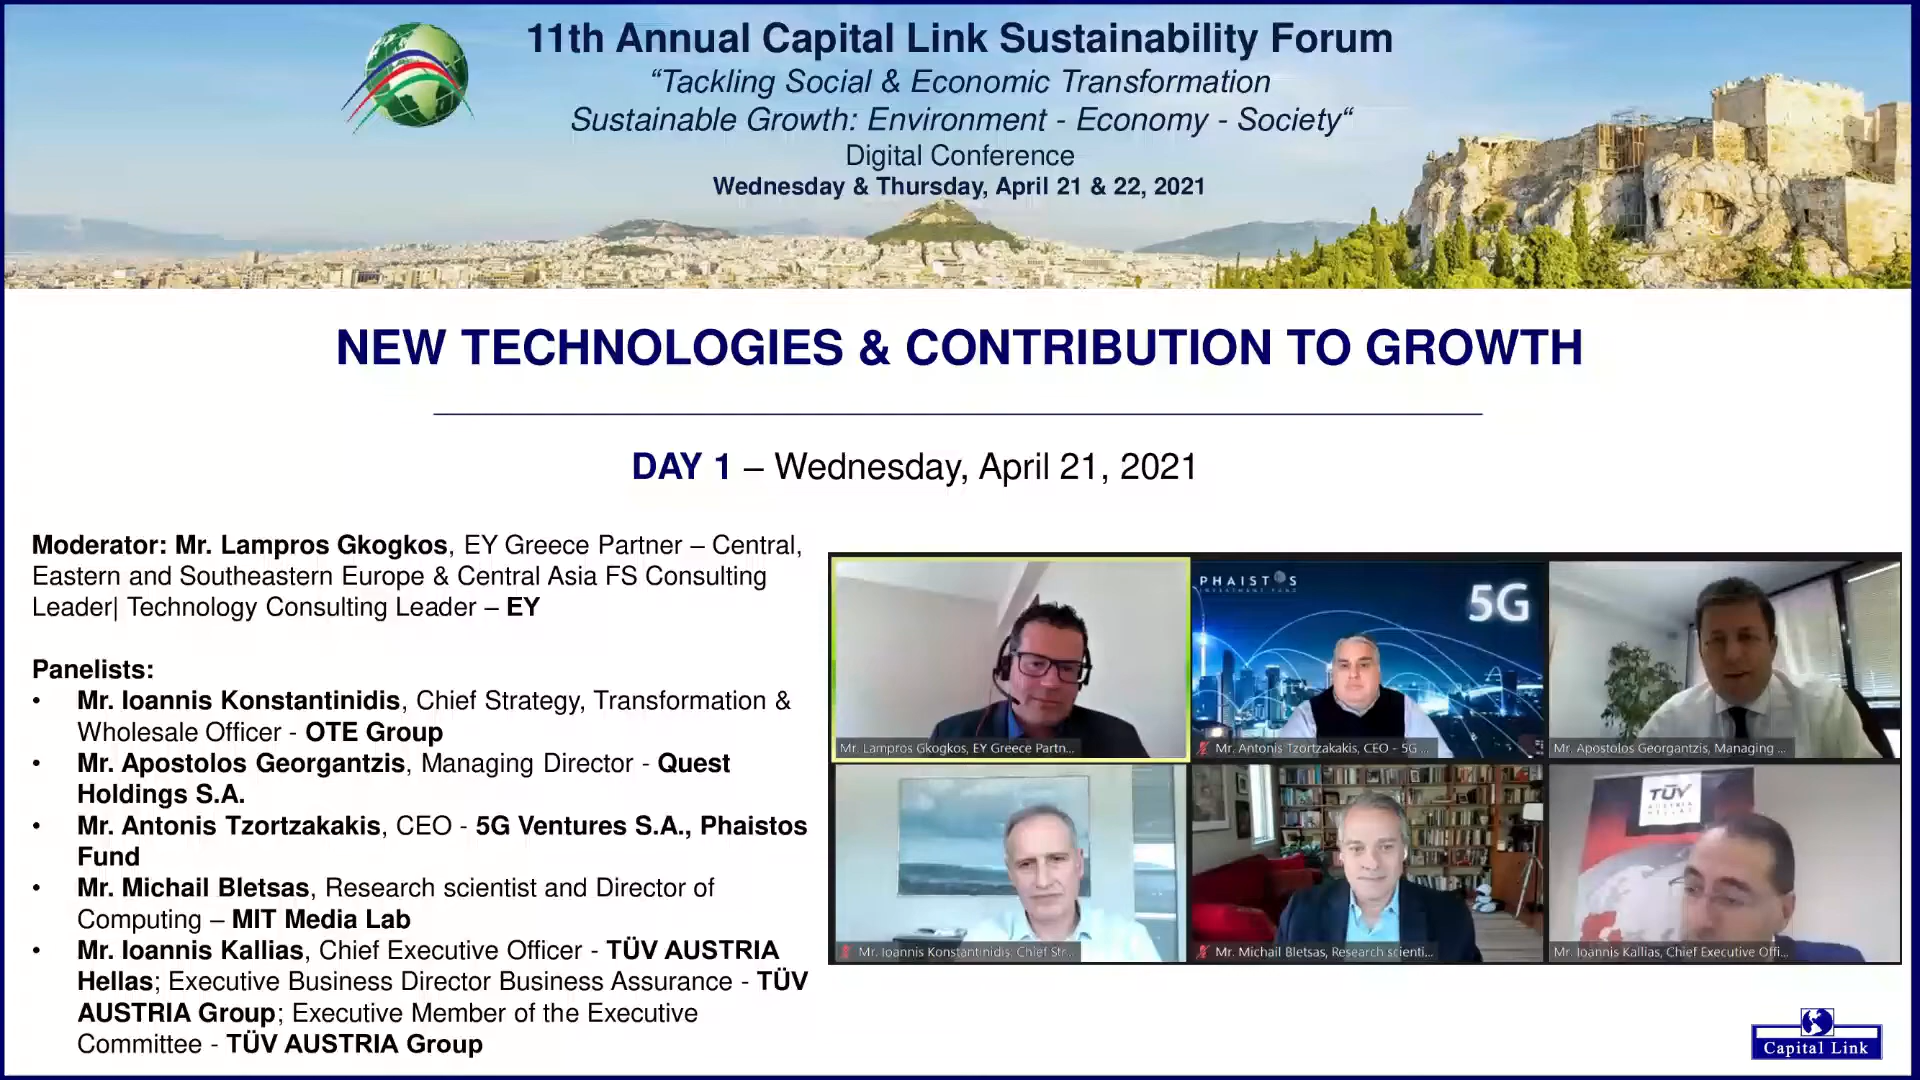 11th Annual Capital Link Sustainability Forum
“Tackling Social & Economic Transformation
Sustainable Growth: Environment - Economy - Society“
Digital Conference
Wednesday & Thursday, April 21 & 22, 2021
NEW TECHNOLOGIES & CONTRIBUTION TO GROWTH
DAY 1 – Wednesday, April 21, 2021
Moderator: Mr. Lampros Gkogkos, EY Greece Partner – Central,
Eastern and Southeastern Europe & Central Asia FS Consulting
Leader| Technology Consulting Leader – EY
Panelists:
• Mr. Ioannis Konstantinidis, Chief Strategy, Transformation &
Wholesale Officer - OTE Group
• Mr. Apostolos Georgantzis, Managing Director - Quest
Holdings S.A.
• Mr. Antonis Tzortzakakis, CEO - 5G Ventures S.A., Phaistos
Fund
• Mr. Michail Bletsas, Research scientist and Director of
Computing – MIT Media Lab
• Mr. Ioannis Kallias, Chief Executive Officer - TÜV AUSTRIA
Hellas; Executive Business Director Business Assurance - TÜV
AUSTRIA Group; Executive Member of the Executive
Committee - TÜV AUSTRIA Group
Mr. Lampros Gkogkos, EY Greece Partn...
PHAISTOS
INVESTMENT FUND
5G
Mr. Antonis Tzortzakakis, CEO - 5G ...
Mr. Apostolos Georgantzis, Managing ...
Mr. Ioannis Konstantinidis, Chief Str...
Mr. Michail Bletsas, Research scienti...
TÜV
AUSTRIA
HELLAS
Mr. Ioannis Kallias, Chief Executive Offi...
Capital Link